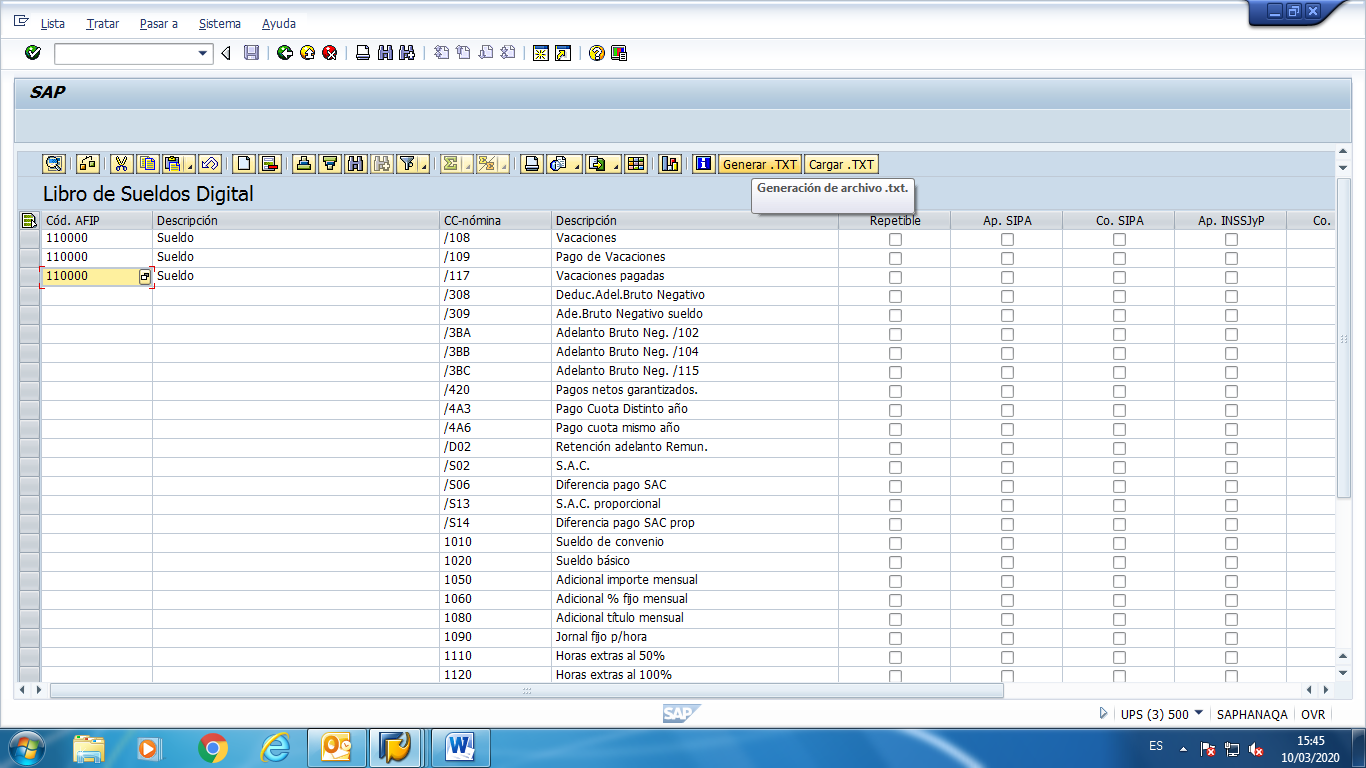 Lista Tratar Pasar a Sistema Ayuda
SAP
Generar .TXT Cargar .TXT
Libro de Sueldos Digital
Generación de archivo .txt.
Cód. AFIP Descripción CC-nómina Descripción Repetible Ap. SIPA Co. SIPA Ap. INSSJyP Co.
110000 Sueldo /108 Vacaciones
110000 Sueldo /109 Pago de Vacaciones
110000 Sueldo /117 Vacaciones pagadas
/308 Deduc.Adel.Bruto Negativo
/309 Ade.Bruto Negativo sueldo
/3BA Adelanto Bruto Neg. /102
/3BB Adelanto Bruto Neg. /104
/3BC Adelanto Bruto Neg. /115
/420 Pagos netos garantizados.
/4A3 Pago Cuota Distinto año
/4A6 Pago cuota mismo año
/D02 Retención adelanto Remun.
/S02 S.A.C.
/S06 Diferencia pago SAC
/S13 S.A.C. proporcional
/S14 Diferencia pago SAC prop
1010 Sueldo de convenio
1020 Sueldo básico
1050 Adicional importe mensual
1060 Adicional % fijo mensual
1080 Adicional título mensual
1090 Jornal fijo p/hora
1110 Horas extras al 50%
1120 Horas extras al 100%
SAP
UPS (3) 500 SAPHANAQA OVR
ES
15:45
10/03/2020